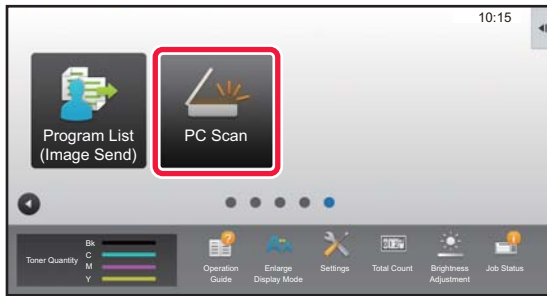 10:15
Program List
(Image Send)
PC Scan
Toner Quantity
Bk
C
M
Y
Operation
Guide
Enlarge
Display Mode
Settings
Total Count
Brightness
Adjustment
Job Status